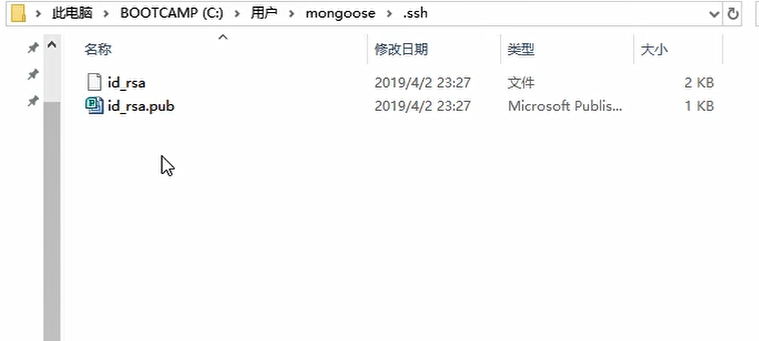 此电脑 BOOTCAMP (C:) 用户 mongoose .ssh
名称 修改日期 类型 大小
id_rsa 2019/4/2 23:27 文件 2 KB
id_rsa.pub 2019/4/2 23:27 Microsoft Publis... 1 KB